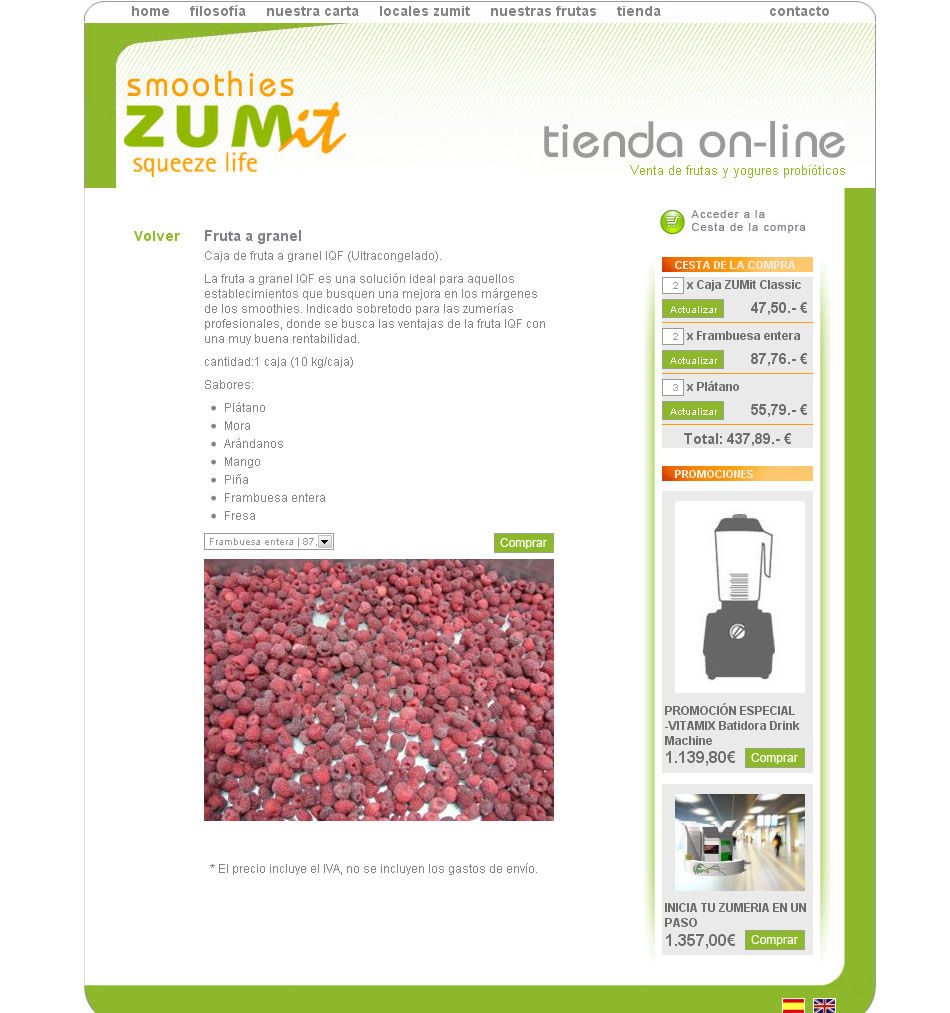 home filosofía nuestra carta locales zumit nuestras frutas tienda contacto
smoothies
ZUMit
squeeze life
tienda on-line
Venta de frutas y yogures probióticos
Volver
Fruta a granel
Caja de fruta a granel IQF (Ultracongelado).
La fruta a granel IQF es una solución ideal para aquellos
establecimientos que busquen una mejora en los márgenes
de los smoothies. Indicado sobretodo para las zumerías
profesionales, donde se busca las ventajas de la fruta IQF con
una muy buena rentabilidad.
cantidad:1 caja (10 kg/caja)
Sabores:
Plátano
Mora
Arándanos
Mango
Piña
Frambuesa entera
Fresa
Frambuesa entera | 87,
Comprar
* El precio incluye el IVA, no se incluyen los gastos de envío.
Acceder a la
Cesta de la compra
CESTA DE LA COMPRA
2 x Caja ZUMit Classic
Actualizar 47,50.- €
2 x Frambuesa entera
Actualizar 87,76.- €
3 x Plátano
Actualizar 55,79.- €
Total: 437,89.- €
PROMOCIONES
PROMOCIÓN ESPECIAL
-VITAMIX Batidora Drink
Machine
1.139,80€ Comprar
INICIA TU ZUMERIA EN UN
PASO
1.357,00€ Comprar